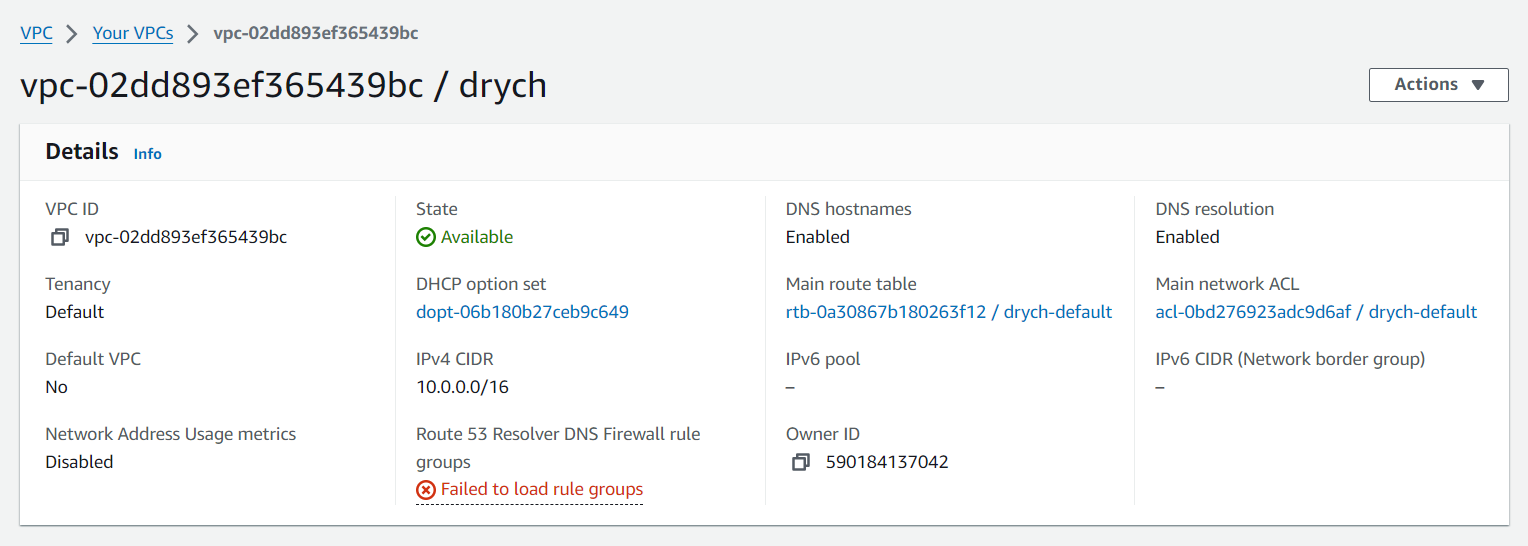 VPC > Your VPCs > vpc-02dd893ef365439bc
vpc-02dd893ef365439bc / drych
Actions
Details Info
VPC ID
vpc-02dd893ef365439bc
State
Available
DNS hostnames
Enabled
DNS resolution
Enabled
Tenancy
Default
DHCP option set
dopt-06b180b27ceb9c649
Main route table
rtb-0a30867b180263f12 / drych-default
Main network ACL
acl-0bd276923adc9d6af / drych-default
Default VPC
No
IPv4 CIDR
10.0.0.0/16
IPv6 pool
–
IPv6 CIDR (Network border group)
–
Network Address Usage metrics
Disabled
Route 53 Resolver DNS Firewall rule
groups
Failed to load rule groups
Owner ID
590184137042